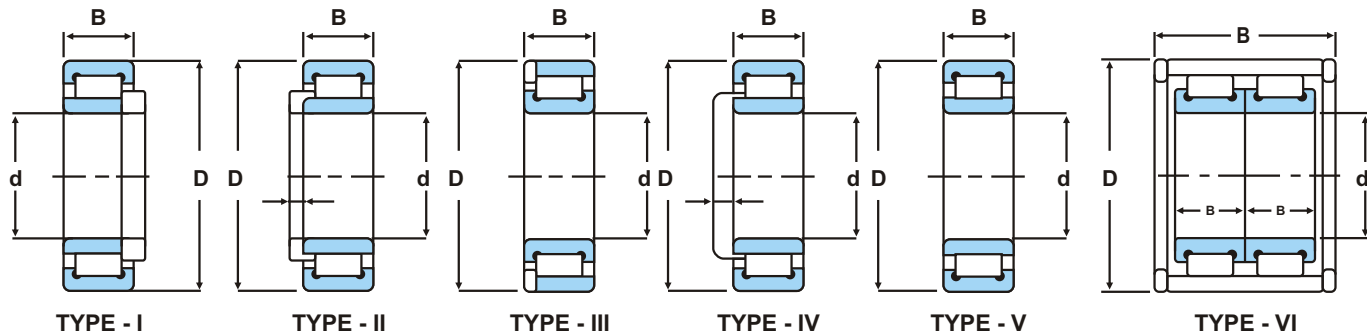 B B B B B B
d D D d D d D d D d D B B d
TYPE - I TYPE - II TYPE - III TYPE - IV TYPE - V TYPE - VI